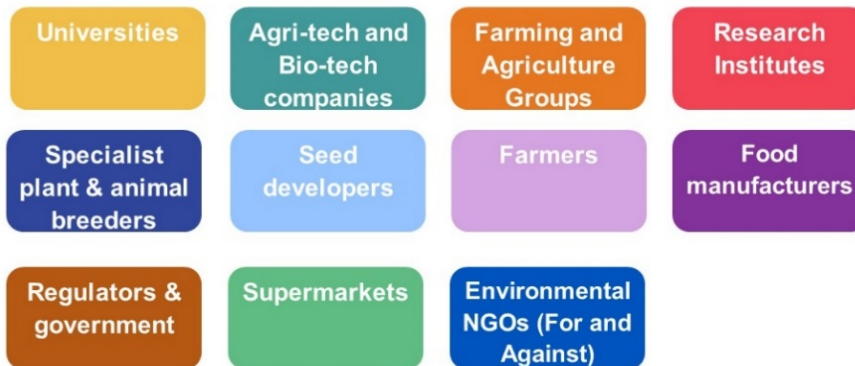 Universities
Agri-tech and
Bio-tech
companies
Farming and
Agriculture
Groups
Research
Institutes
Specialist
plant & animal
breeders
Seed
developers
Farmers
Food
manufacturers
Regulators &
government
Supermarkets
Environmental
NGOs (For and
Against)